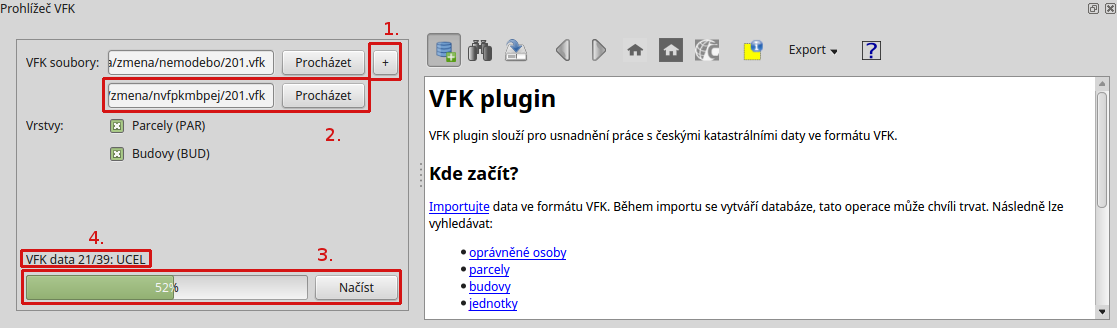 Prohlížeč VFK
1.
VFK soubory:
a/zmena/nemodebo/201.vfk
Procházet
+
/zmena/nvfpkmbpej/201.vfk
Procházet
2.
Vrstvy:
Parcely (PAR)
Budovy (BUD)
4.
VFK data 21/39: UCEL
3.
52%
Načíst
Export
?
VFK plugin
VFK plugin slouží pro usnadnění práce s českými katastrálními daty ve formátu VFK.
Kde začít?
Importujte data ve formátu VFK. Během importu se vytváří databáze, tato operace může chvíli trvat. Následně lze
vyhledávat:
• oprávněné osoby
• parcely
• budovy
• jednotky